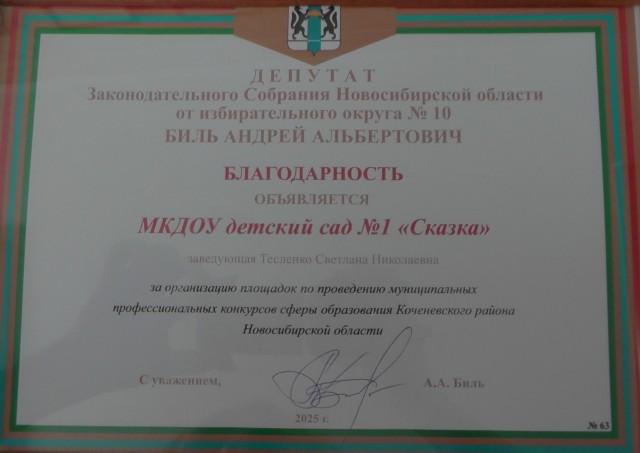 ДЕПУТАТ
Законодательного Собрания Новосибирской области
от избирательного округа № 10
БИЛЬ АНДРЕЙ АЛЬБЕРТОВИЧ
БЛАГОДАРНОСТЬ
ОБЪЯВЛЯЕТСЯ
МКДОУ детский сад №1 «Сказка»
заведующая Тесленко Светлана Николаевна
за организацию площадок по проведению муниципальных
профессиональных конкурсов сферы образования Коченевского района
Новосибирской области
С уважением, А.А. Биль
2025 г.
№ 63